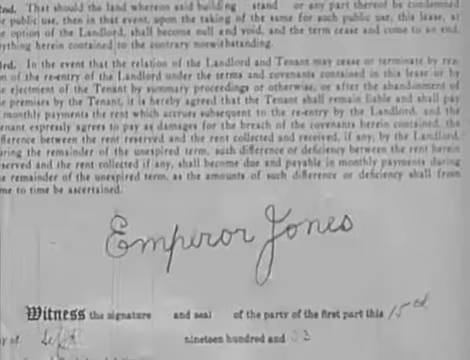 2nd. That should the land whereon said building stand or any part thereof be condemned
r public use, then in that event, upon the taking of the same for such public use, this lease, at
e option of the Landlord, shall become null and void, and the term cease and come to an end,
ything herein contained to the contrary notwithstanding.
3rd. In the event that the relation of the Landlord and Tenant may cease or terminate by rea-
n of the re-entry of the Landlord under the terms and covenants contained in this lease or by
e ejectment of the Tenant by summary proceedings or otherwise, or after the abandonment of
e premises by the Tenant, it is hereby agreed that the Tenant shall remain liable and shall pay
monthly payments the rent which accrues subsequent to the re-entry by the Landlord, and the
enant expressly agrees to pay as damages for the breach of the covenants herein contained, the
fference between the rent reserved and the rent collected and received, if any, by the Landlord,
uring the remainder of the unexpired term, such difference or deficiency between the rent herein
served and the rent collected if any, shall become due and payable in monthly payments during
e remainder of the unexpired term, as the amounts of such difference or deficiency shall from
me to time be ascertained.
Emperor Jones
Witness the signature and seal of the party of the first part this 15
y of Sept nineteen hundred and